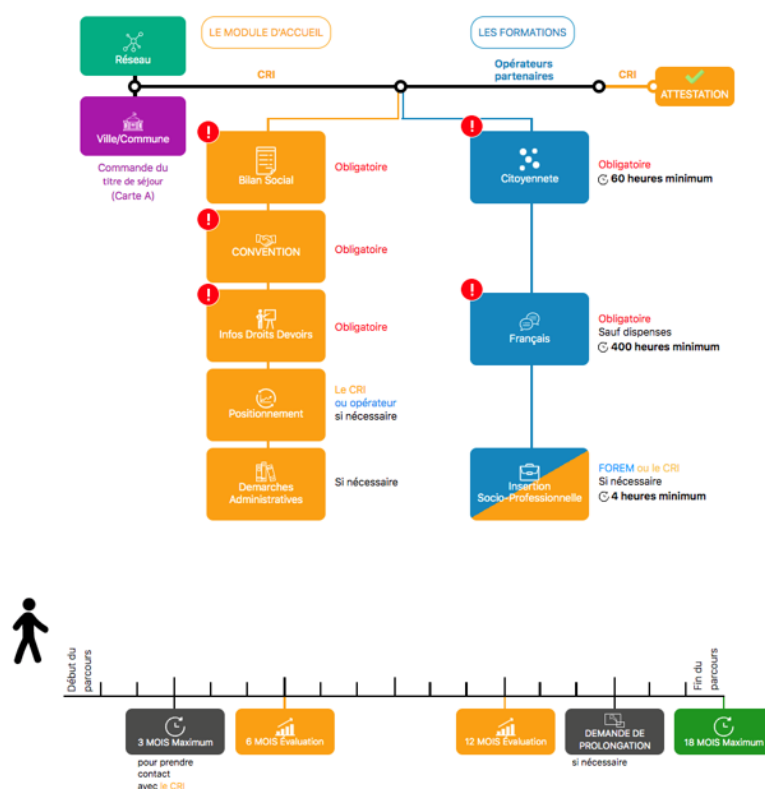 LE MODULE D'ACCUEIL
LES FORMATIONS
Réseau
CRI
Opérateurs
partenaires
CRI
ATTESTATION
Ville/Commune
Commande du
titre de séjour
(Carte A)
Bilan Social
Obligatoire
CONVENTION
Obligatoire
Infos Droits Devoirs
Obligatoire
Positionnement
Le CRI
ou opérateur
si nécessaire
Demarches
Administratives
Si nécessaire
Citoyennete
Obligatoire
60 heures minimum
Français
Obligatoire
Sauf dispenses
400 heures minimum
Insertion
Socio-Professionnelle
FOREM ou le CRI
Si nécessaire
4 heures minimum
Début du
parcours
Fin du
parcours
3 MOIS Maximum
pour prendre
contact
avec le CRI
6 MOIS Évaluation
12 MOIS Évaluation
DEMANDE DE
PROLONGATION
si nécessaire
18 MOIS Maximum